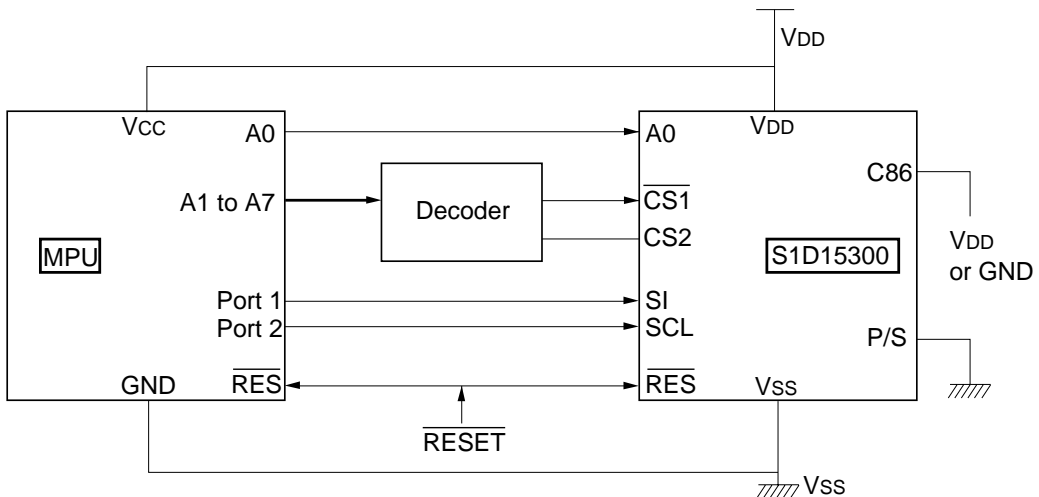 VDD
VCC
A0
A0
VDD
C86
A1 to A7
Decoder
CS1
CS2
MPU
S1D15300
VDD
or GND
Port 1
SI
Port 2
SCL
P/S
GND
RES
RES
VSS
RESET
VSS